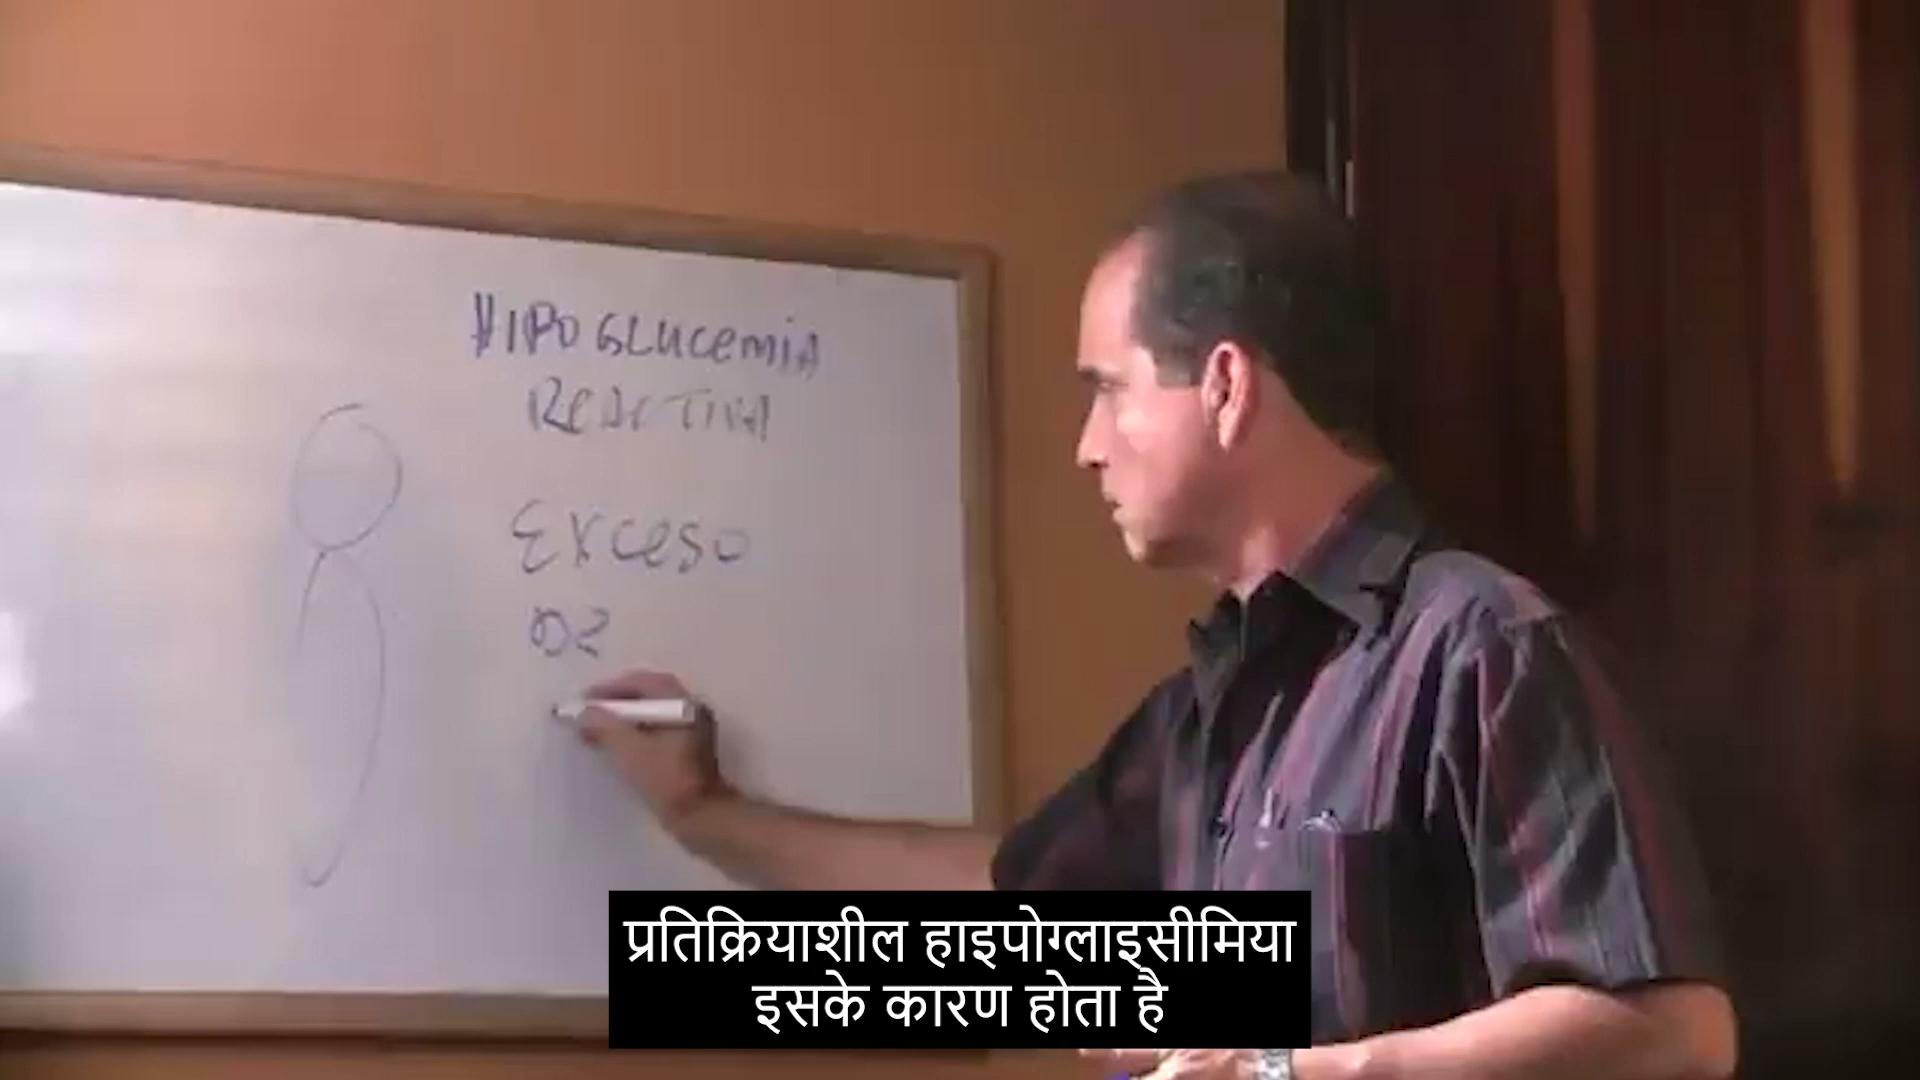 HIPOGLUCEMIA
REACTIVA
EXCESO
DE
प्रतिक्रियाशील हाइपोग्लाइसीमिया
इसके कारण होता है